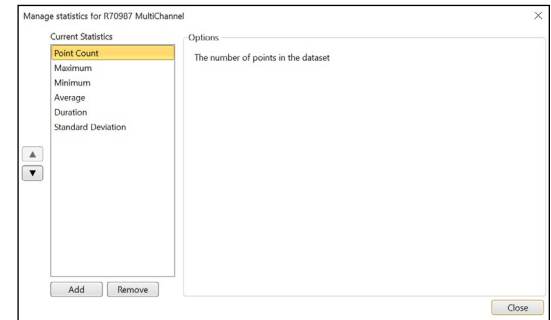 Manage statistics for R70987 MultiChannel
Current Statistics
Options
Point Count
The number of points in the dataset
Maximum
Minimum
Average
Duration
Standard Deviation
Add
Remove
Close